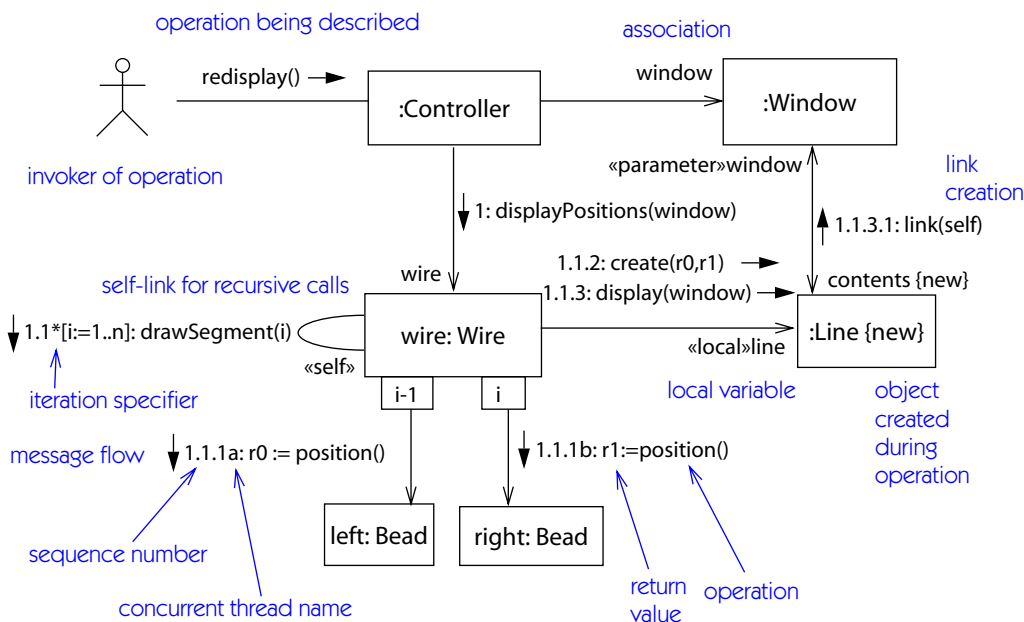 operation being described
association
redisplay()
window
:Controller
:Window
invoker of operation
«parameter»window
link
creation
1: displayPositions(window)
1.1.3.1: link(self)
1.1.2: create(r0,r1)
wire
self-link for recursive calls
1.1.3: display(window)
contents {new}
1.1*[i:=1..n]: drawSegment(i)
wire: Wire
:Line {new}
«self»
«local»line
iteration specifier
i-1
i
local variable
object
created
during
operation
message flow
1.1.1a: r0 := position()
1.1.1b: r1:=position()
left: Bead
right: Bead
sequence number
concurrent thread name
return
value
operation